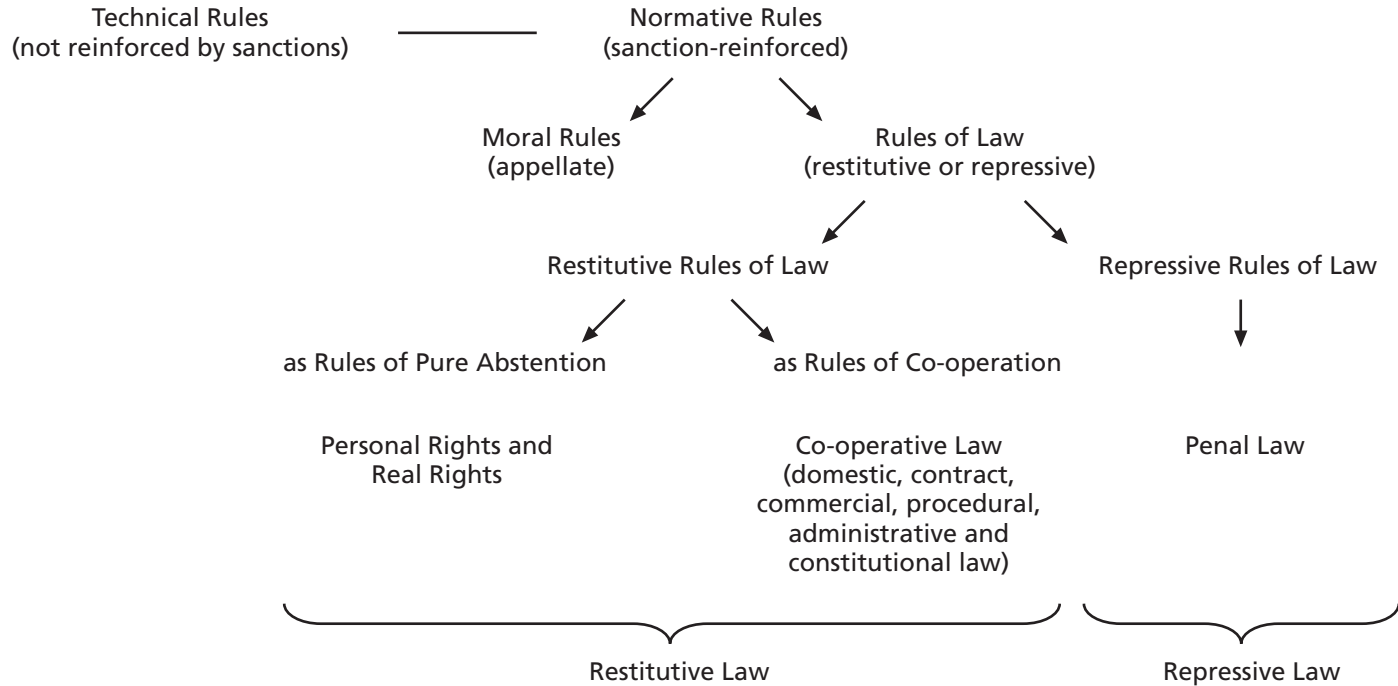 Technical Rules
(not reinforced by sanctions)
Normative Rules
(sanction-reinforced)
Moral Rules
(appellate)
Rules of Law
(restitutive or repressive)
Restitutive Rules of Law
Repressive Rules of Law
as Rules of Pure Abstention
as Rules of Co-operation
Personal Rights and
Real Rights
Co-operative Law
(domestic, contract,
commercial, procedural,
administrative and
constitutional law)
Penal Law
Restitutive Law
Repressive Law